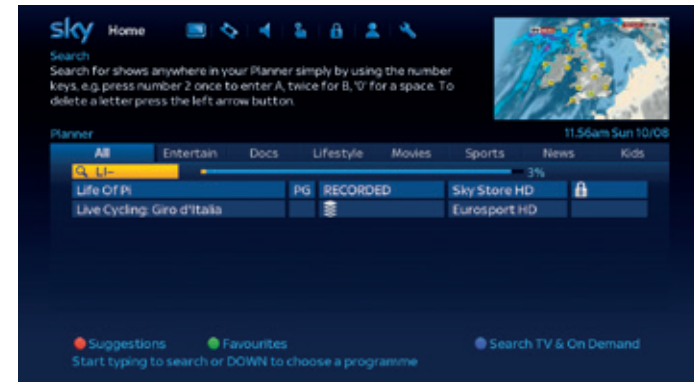 sky Home
Search
Search for shows anywhere in your Planner simply by using the number
keys, e.g. press number 2 once to enter A, twice for B, '0' for a space. To
delete a letter press the left arrow button.
Planner 11.56am Sun 10/08
All Entertain Docs Lifestyle Movies Sports News Kids
LI- 3%
Life Of Pi PG RECORDED Sky Store HD
Live Cycling: Giro d'Italia Eurosport HD
Suggestions Favourites Search TV & On Demand
Start typing to search or DOWN to choose a programme